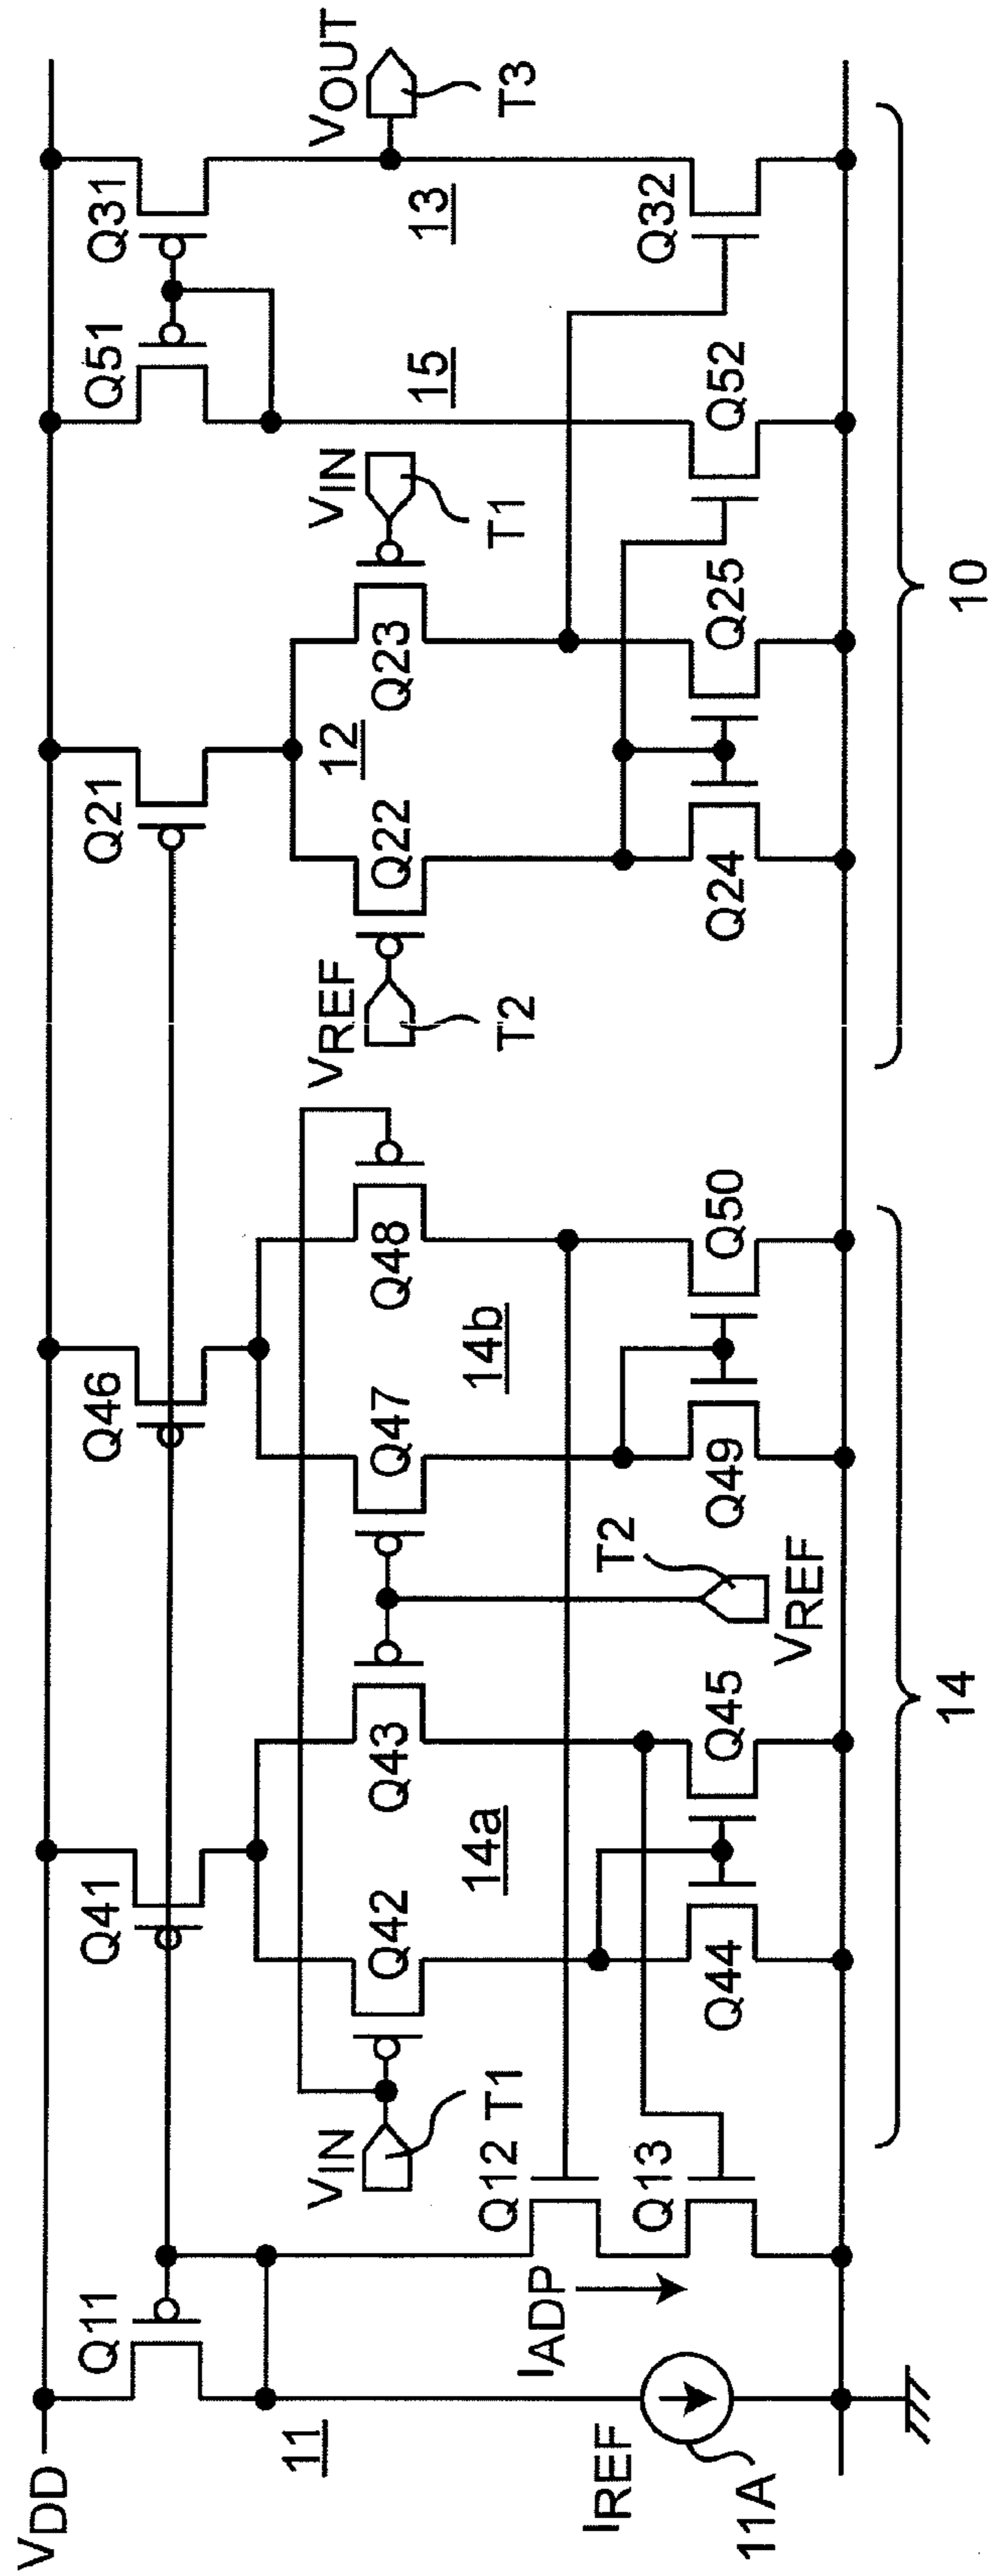 VDD
Q11
Q41
Q46
Q21
Q51
Q31
VIN
T1
Q42
Q43
Q47
Q48
VREF
T2
Q22
Q23
VIN
T1
VOUT
T3
11
14a
14b
12
15
13
IREF
11A
IADP
Q12
Q13
Q44
Q45
T2
VREF
Q49
Q50
Q24
Q25
Q52
Q32
14
10